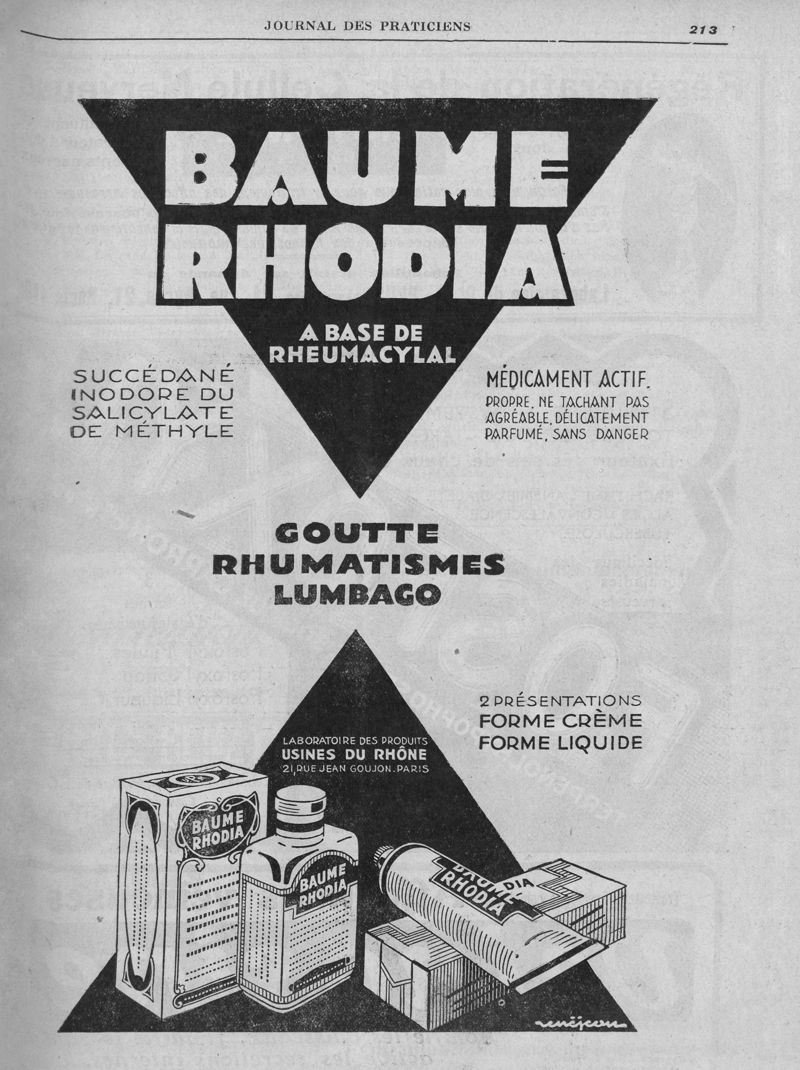 JOURNAL DES PRATICIENS
213
BAUME
RHODIA
A BASE DE
RHEUMACYLAL
SUCCÉDANÉ
INODORE DU
SALICYLATE
DE MÉTHYLE
MÉDICAMENT ACTIF.
PROPRE, NE TACHANT PAS
AGRÉABLE, DÉLICATEMENT
PARFUMÉ, SANS DANGER
GOUTTE
RHUMATISMES
LUMBAGO
2 PRÉSENTATIONS
FORME CRÈME
FORME LIQUIDE
LABORATOIRE DES PRODUITS
USINES DU RHÔNE
21, RUE JEAN GOUJON. PARIS
BAUME
RHODIA
BAUME
RHODIA
BAUME
RHODIA
DIA